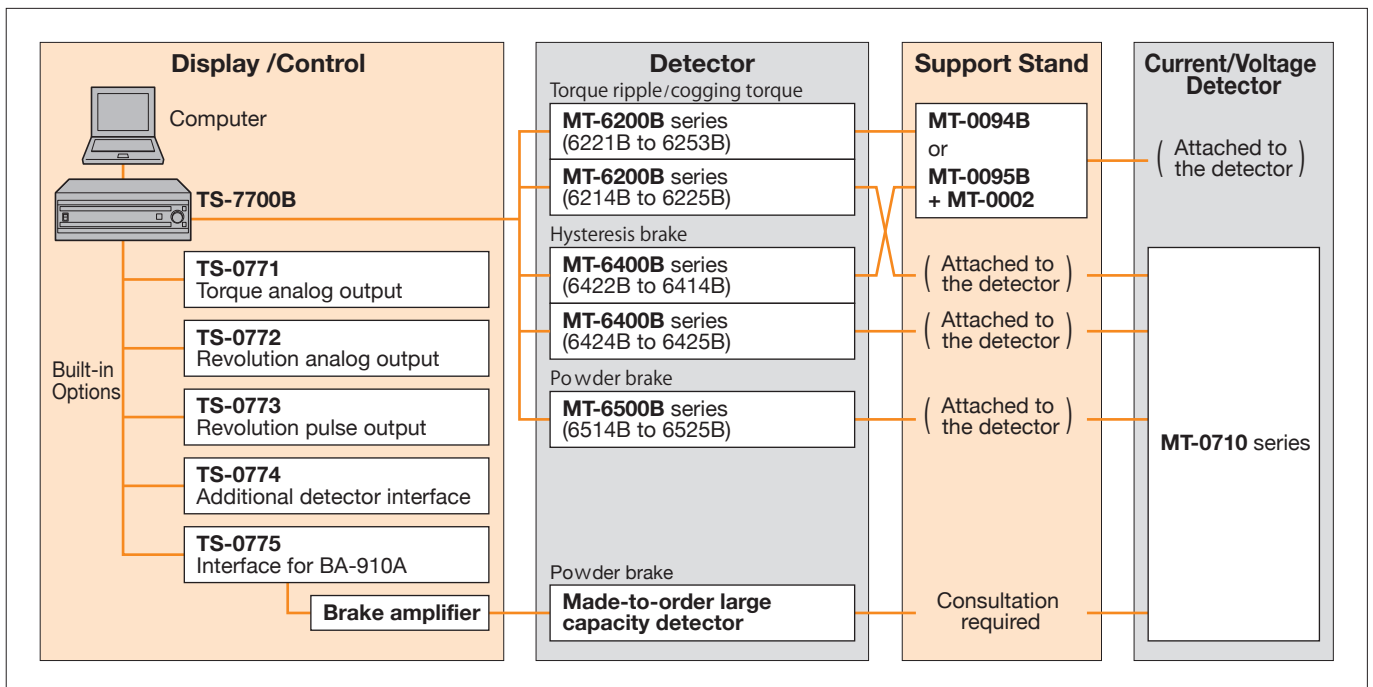 Display /Control
Computer
TS-7700B
Built-in
Options
TS-0771
Torque analog output
TS-0772
Revolution analog output
TS-0773
Revolution pulse output
TS-0774
Additional detector interface
TS-0775
Interface for BA-910A
Brake amplifier
Detector
Torque ripple/cogging torque
MT-6200B series
(6221B to 6253B)
MT-6200B series
(6214B to 6225B)
Hysteresis brake
MT-6400B series
(6422B to 6414B)
MT-6400B series
(6424B to 6425B)
Powder brake
MT-6500B series
(6514B to 6525B)
Powder brake
Made-to-order large
capacity detector
Support Stand
MT-0094B
or
MT-0095B
+ MT-0002
( Attached to
the detector )
( Attached to
the detector )
( Attached to
the detector )
Consultation
required
Current/Voltage
Detector
( Attached to
the detector )
MT-0710 series